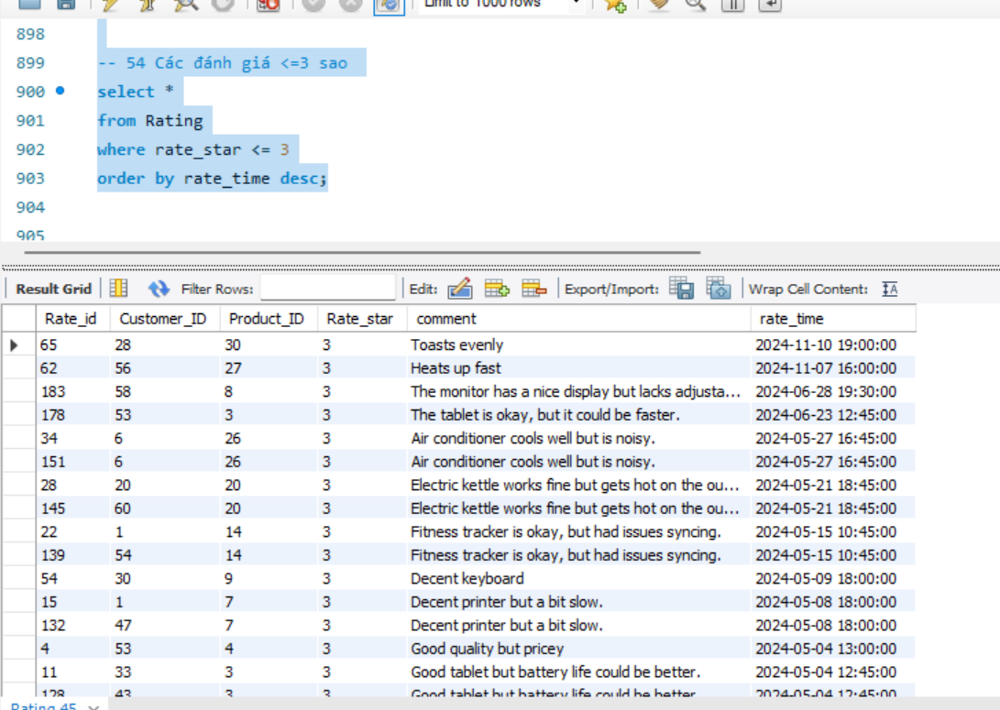 Limit to 1000 rows
898
899 -- 54 Các đánh giá <=3 sao
900 select *
901 from Rating
902 where rate_star <= 3
903 order by rate_time desc;
904
905
Result Grid Filter Rows: Edit: Export/Import: Wrap Cell Content:
Rate_id Customer_ID Product_ID Rate_star comment rate_time
65 28 30 3 Toasts evenly 2024-11-10 19:00:00
62 56 27 3 Heats up fast 2024-11-07 16:00:00
183 58 8 3 The monitor has a nice display but lacks adjusta... 2024-06-28 19:30:00
178 53 3 3 The tablet is okay, but it could be faster. 2024-06-23 12:45:00
34 6 26 3 Air conditioner cools well but is noisy. 2024-05-27 16:45:00
151 6 26 3 Air conditioner cools well but is noisy. 2024-05-27 16:45:00
28 20 20 3 Electric kettle works fine but gets hot on the ou... 2024-05-21 18:45:00
145 60 20 3 Electric kettle works fine but gets hot on the ou... 2024-05-21 18:45:00
22 1 14 3 Fitness tracker is okay, but had issues syncing. 2024-05-15 10:45:00
139 54 14 3 Fitness tracker is okay, but had issues syncing. 2024-05-15 10:45:00
54 30 9 3 Decent keyboard 2024-05-09 18:00:00
15 1 7 3 Decent printer but a bit slow. 2024-05-08 18:00:00
132 47 7 3 Decent printer but a bit slow. 2024-05-08 18:00:00
4 53 4 3 Good quality but pricey 2024-05-04 13:00:00
11 33 3 3 Good tablet but battery life could be better. 2024-05-04 12:45:00
128 43 3 3 Good tablet but battery life could be better. 2024-05-04 12:45:00
Rating 45